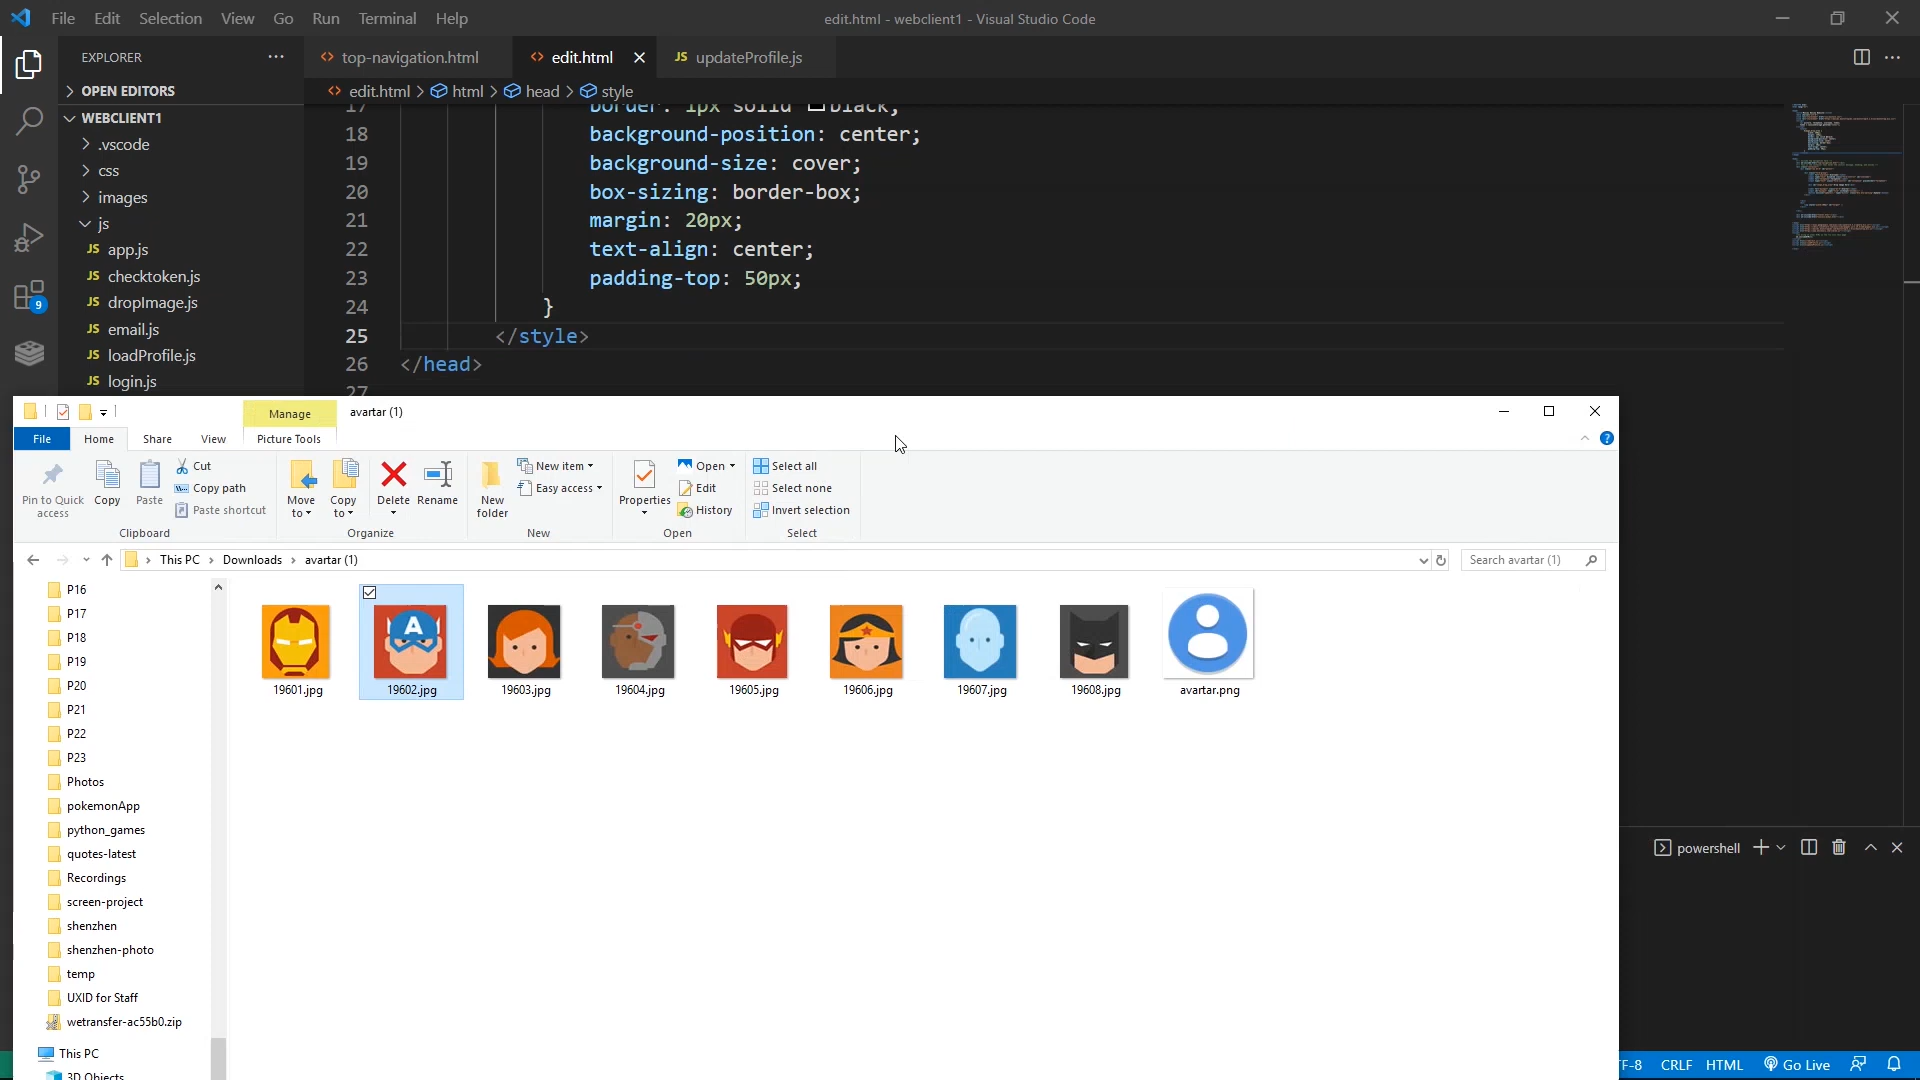 File Edit Selection View Go Run Terminal Help
edit.html - webclient1 - Visual Studio Code
EXPLORER
top-navigation.html
edit.html
JS updateProfile.js
OPEN EDITORS
edit.html > html > head > style
WEBCLIENT1
.vscode
css
images
js
JS app.js
JS checktoken.js
JS dropImage.js
JS email.js
JS loadProfile.js
JS login.js
9
17 border: 1px solid black;
18 background-position: center;
19 background-size: cover;
20 box-sizing: border-box;
21 margin: 20px;
22 text-align: center;
23 padding-top: 50px;
24 }
25 </style>
26 </head>
27
Manage avartar (1)
File Home Share View Picture Tools
Pin to Quick access
Copy
Paste
Cut
Copy path
Paste shortcut
Clipboard
Move to
Copy to
Delete
Rename
Organize
New folder
New item
Easy access
New
Properties
Open
Edit
History
Open
Select all
Select none
Invert selection
Select
This PC > Downloads > avartar (1)
Search avartar (1)
P16
P17
P18
P19
P20
P21
P22
P23
Photos
pokemonApp
python_games
quotes-latest
Recordings
screen-project
shenzhen
shenzhen-photo
temp
UXID for Staff
wetransfer-ac55b0.zip
This PC
3D Objects
A
19601.jpg
19602.jpg
19603.jpg
19604.jpg
19605.jpg
19606.jpg
19607.jpg
19608.jpg
avartar.png
powershell
TF-8 CRLF HTML Go Live